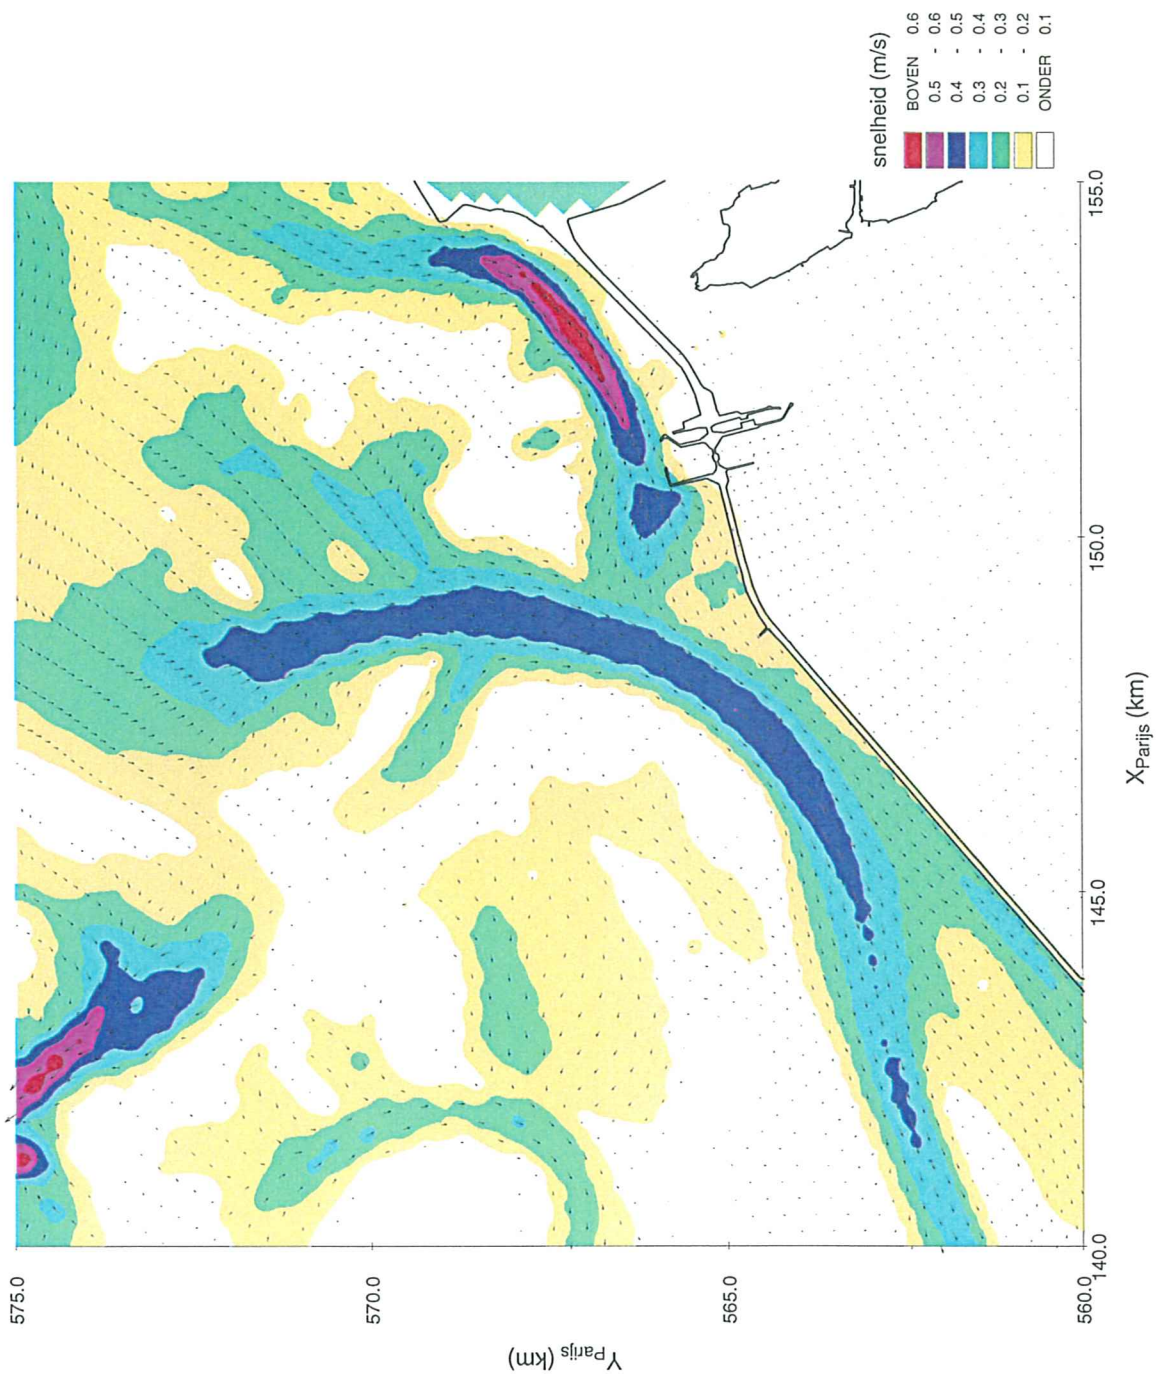 snelheid (m/s)
BOVEN 0.6
0.5 - 0.6
0.4 - 0.5
0.3 - 0.4
0.2 - 0.3
0.1 - 0.2
ONDER 0.1
575.0
570.0
565.0
560.0
Y Parijs (km)
140.0
145.0
150.0
155.0
X Parijs (km)